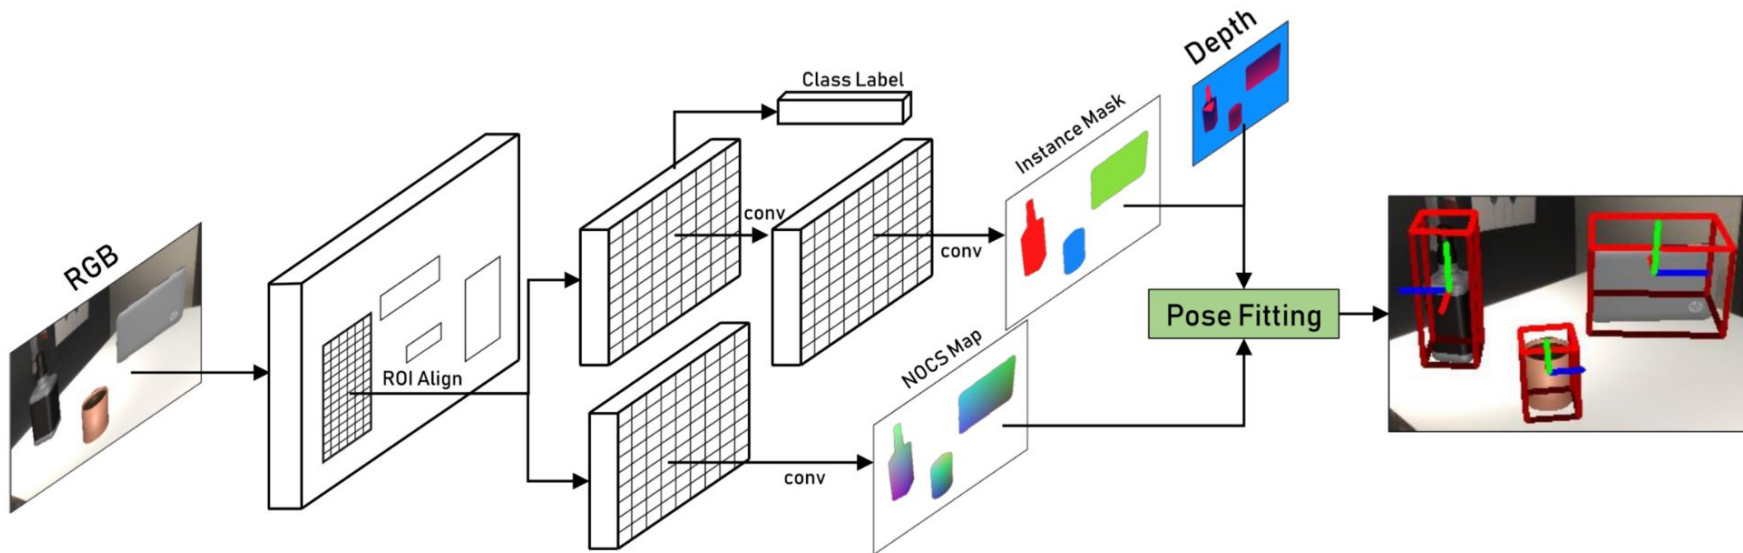 RGB
ROI Align
Class Label
conv
conv
Instance Mask
Depth
conv
NOCS Map
Pose Fitting